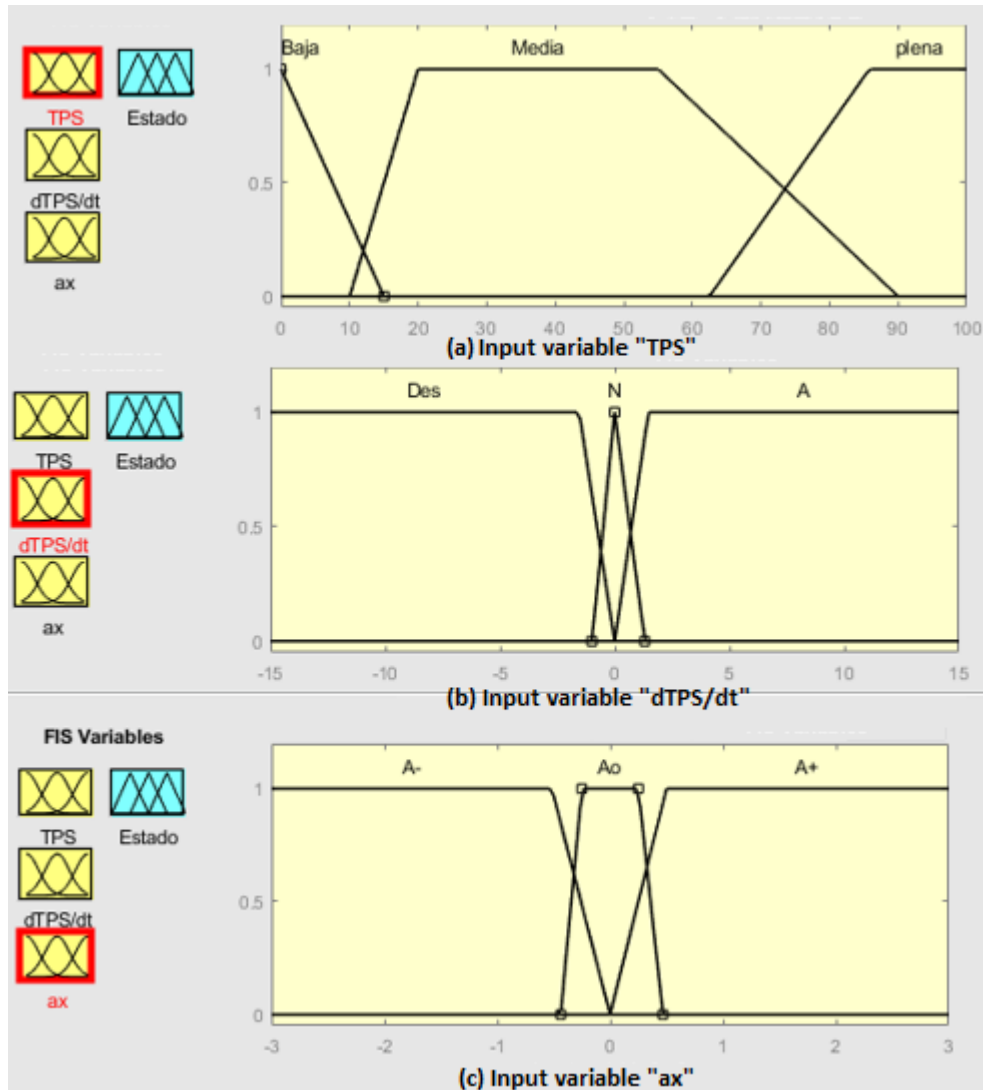 Baja Media plena
1
0.5
0
0 10 20 30 40 50 60 70 80 90 100
(a) Input variable "TPS"
TPS Estado
dTPS/dt
ax
Des N A
1
0.5
0
-15 -10 -5 0 5 10 15
(b) Input variable "dTPS/dt"
TPS Estado
dTPS/dt
ax
FIS Variables
A- Ao A+
1
0.5
0
-3 -2 -1 0 1 2 3
(c) Input variable "ax"
TPS Estado
dTPS/dt
ax